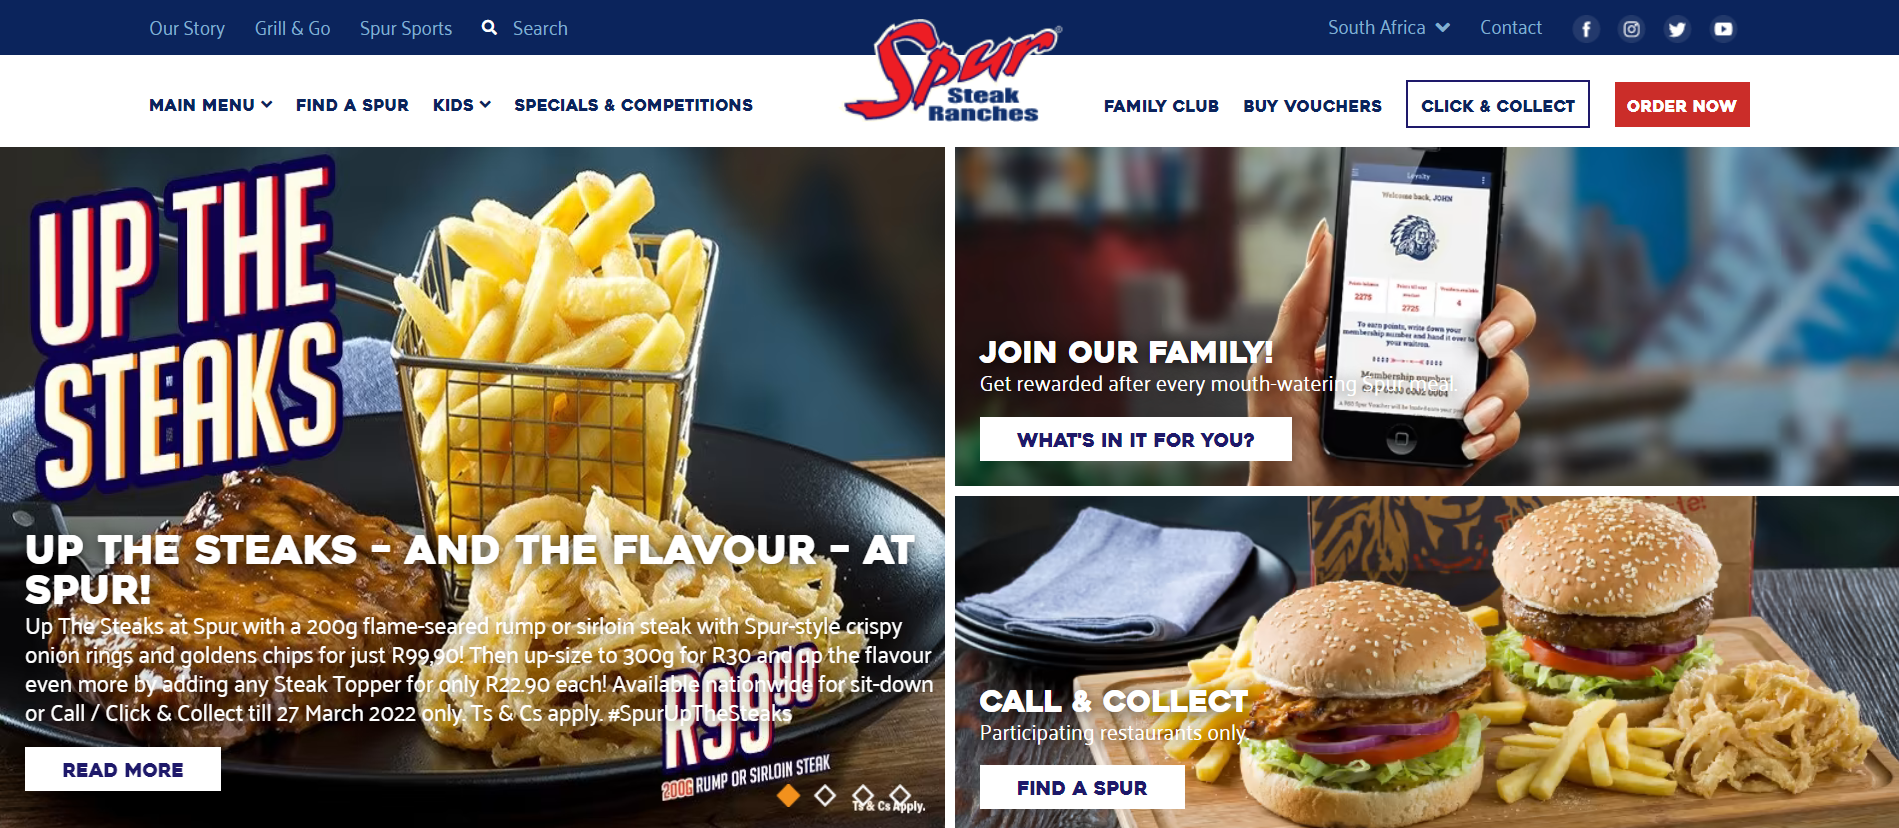 Our Story Grill & Go Spur Sports Search
South Africa Contact
Spur®
Steak
Ranches
MAIN MENU FIND A SPUR KIDS SPECIALS & COMPETITIONS
FAMILY CLUB BUY VOUCHERS CLICK & COLLECT ORDER NOW
UP THE
STEAKS
UP THE STEAKS – AND THE FLAVOUR – AT
SPUR!
Up The Steaks at Spur with a 200g flame-seared rump or sirloin steak with Spur-style crispy
onion rings and goldens chips for just R99,90! Then up-size to 300g for R30 and up the flavour
even more by adding any Steak Topper for only R22.90 each! Available nationwide for sit-down
or Call / Click & Collect till 27 March 2022 only. Ts & Cs apply. #SpurUpTheSteaks
R99⁹⁰
200G RUMP OR SIRLOIN STEAK
Ts & Cs Apply.
READ MORE
Loyalty
Welcome back, JOHN
Points balance
2275
2725
Vouchers available
4
To earn points, write down your
membership number and hand it over to
your waitron.
Membership number
JOIN OUR FAMILY!
Get rewarded after every mouth-watering Spur meal.
WHAT'S IN IT FOR YOU?
CALL & COLLECT
Participating restaurants only.
FIND A SPUR